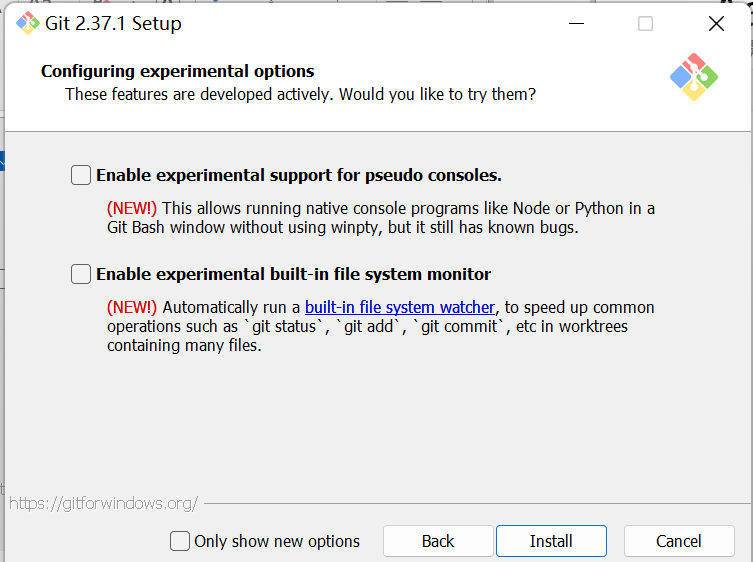 Git 2.37.1 Setup
Configuring experimental options
These features are developed actively. Would you like to try them?
Enable experimental support for pseudo consoles.
(NEW!) This allows running native console programs like Node or Python in a
Git Bash window without using winpty, but it still has known bugs.
Enable experimental built-in file system monitor
(NEW!) Automatically run a built-in file system watcher, to speed up common
operations such as `git status`, `git add`, `git commit`, etc in worktrees
containing many files.
https://gitforwindows.org/
Only show new options
Back
Install
Cancel